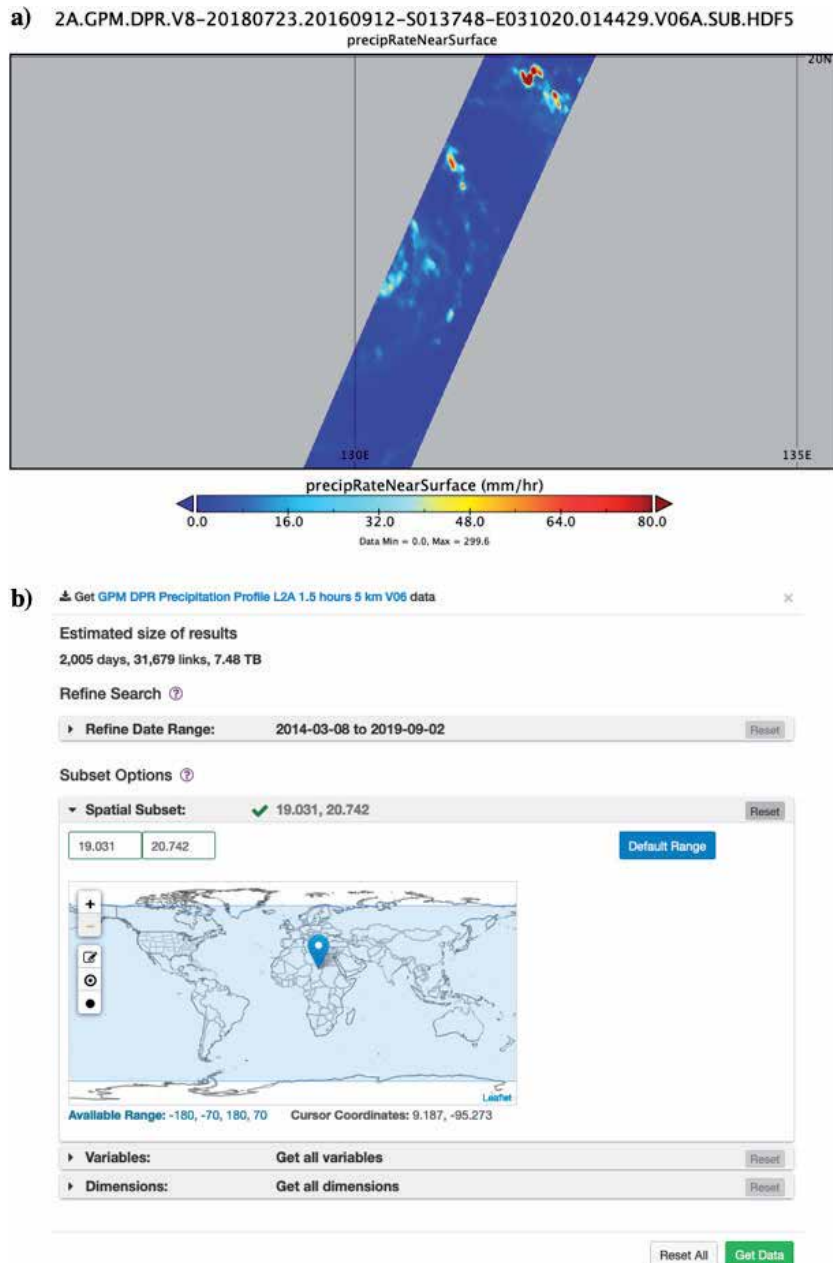 a) 2A.GPM.DPR.V8-20180723.20160912-S013748-E031020.014429.V06A.SUB.HDF5
precipRateNearSurface
20N
130E 135E
precipRateNearSurface (mm/hr)
0.0 16.0 32.0 48.0 64.0 80.0
Data Min = 0.0, Max = 299.6
b) Get GPM DPR Precipitation Profile L2A 1.5 hours 5 km V06 data ×
Estimated size of results
2,005 days, 31,679 links, 7.48 TB
Refine Search ?
Refine Date Range: 2014-03-08 to 2019-09-02 Reset
Subset Options ?
Spatial Subset: 19.031, 20.742 Reset
19.031 20.742 Default Range
+
−
Leaflet
Available Range: -180, -70, 180, 70 Cursor Coordinates: 9.187, -95.273
Variables: Get all variables Reset
Dimensions: Get all dimensions Reset
Reset All Get Data